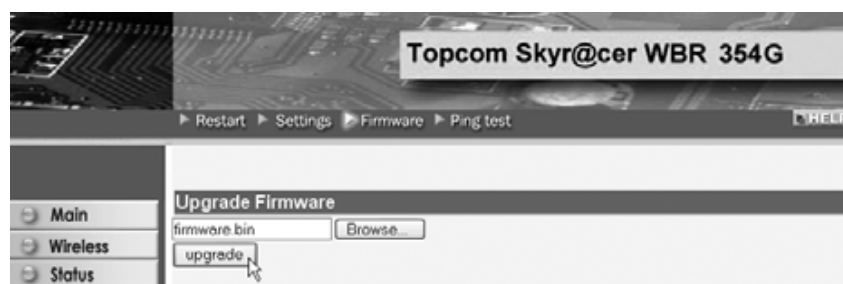 Topcom Skyr@cer WBR 354G
Restart Settings Firmware Ping test HELP
Upgrade Firmware
Main
firmware.bin Browse...
Wireless
upgrade
Status